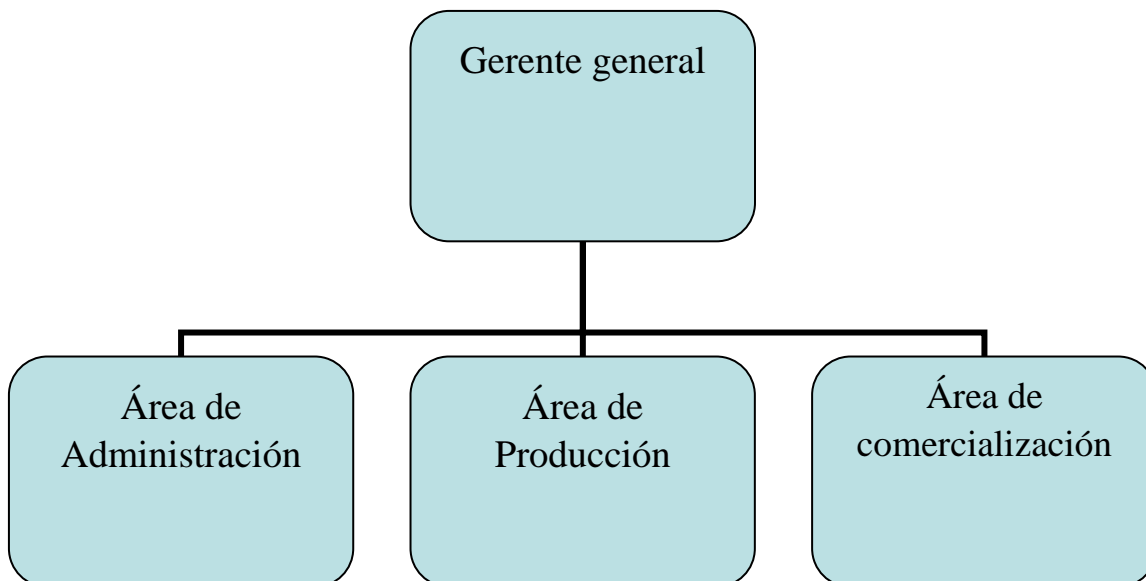 Gerente general
Área de
Administración
Área de
Producción
Área de
comercialización